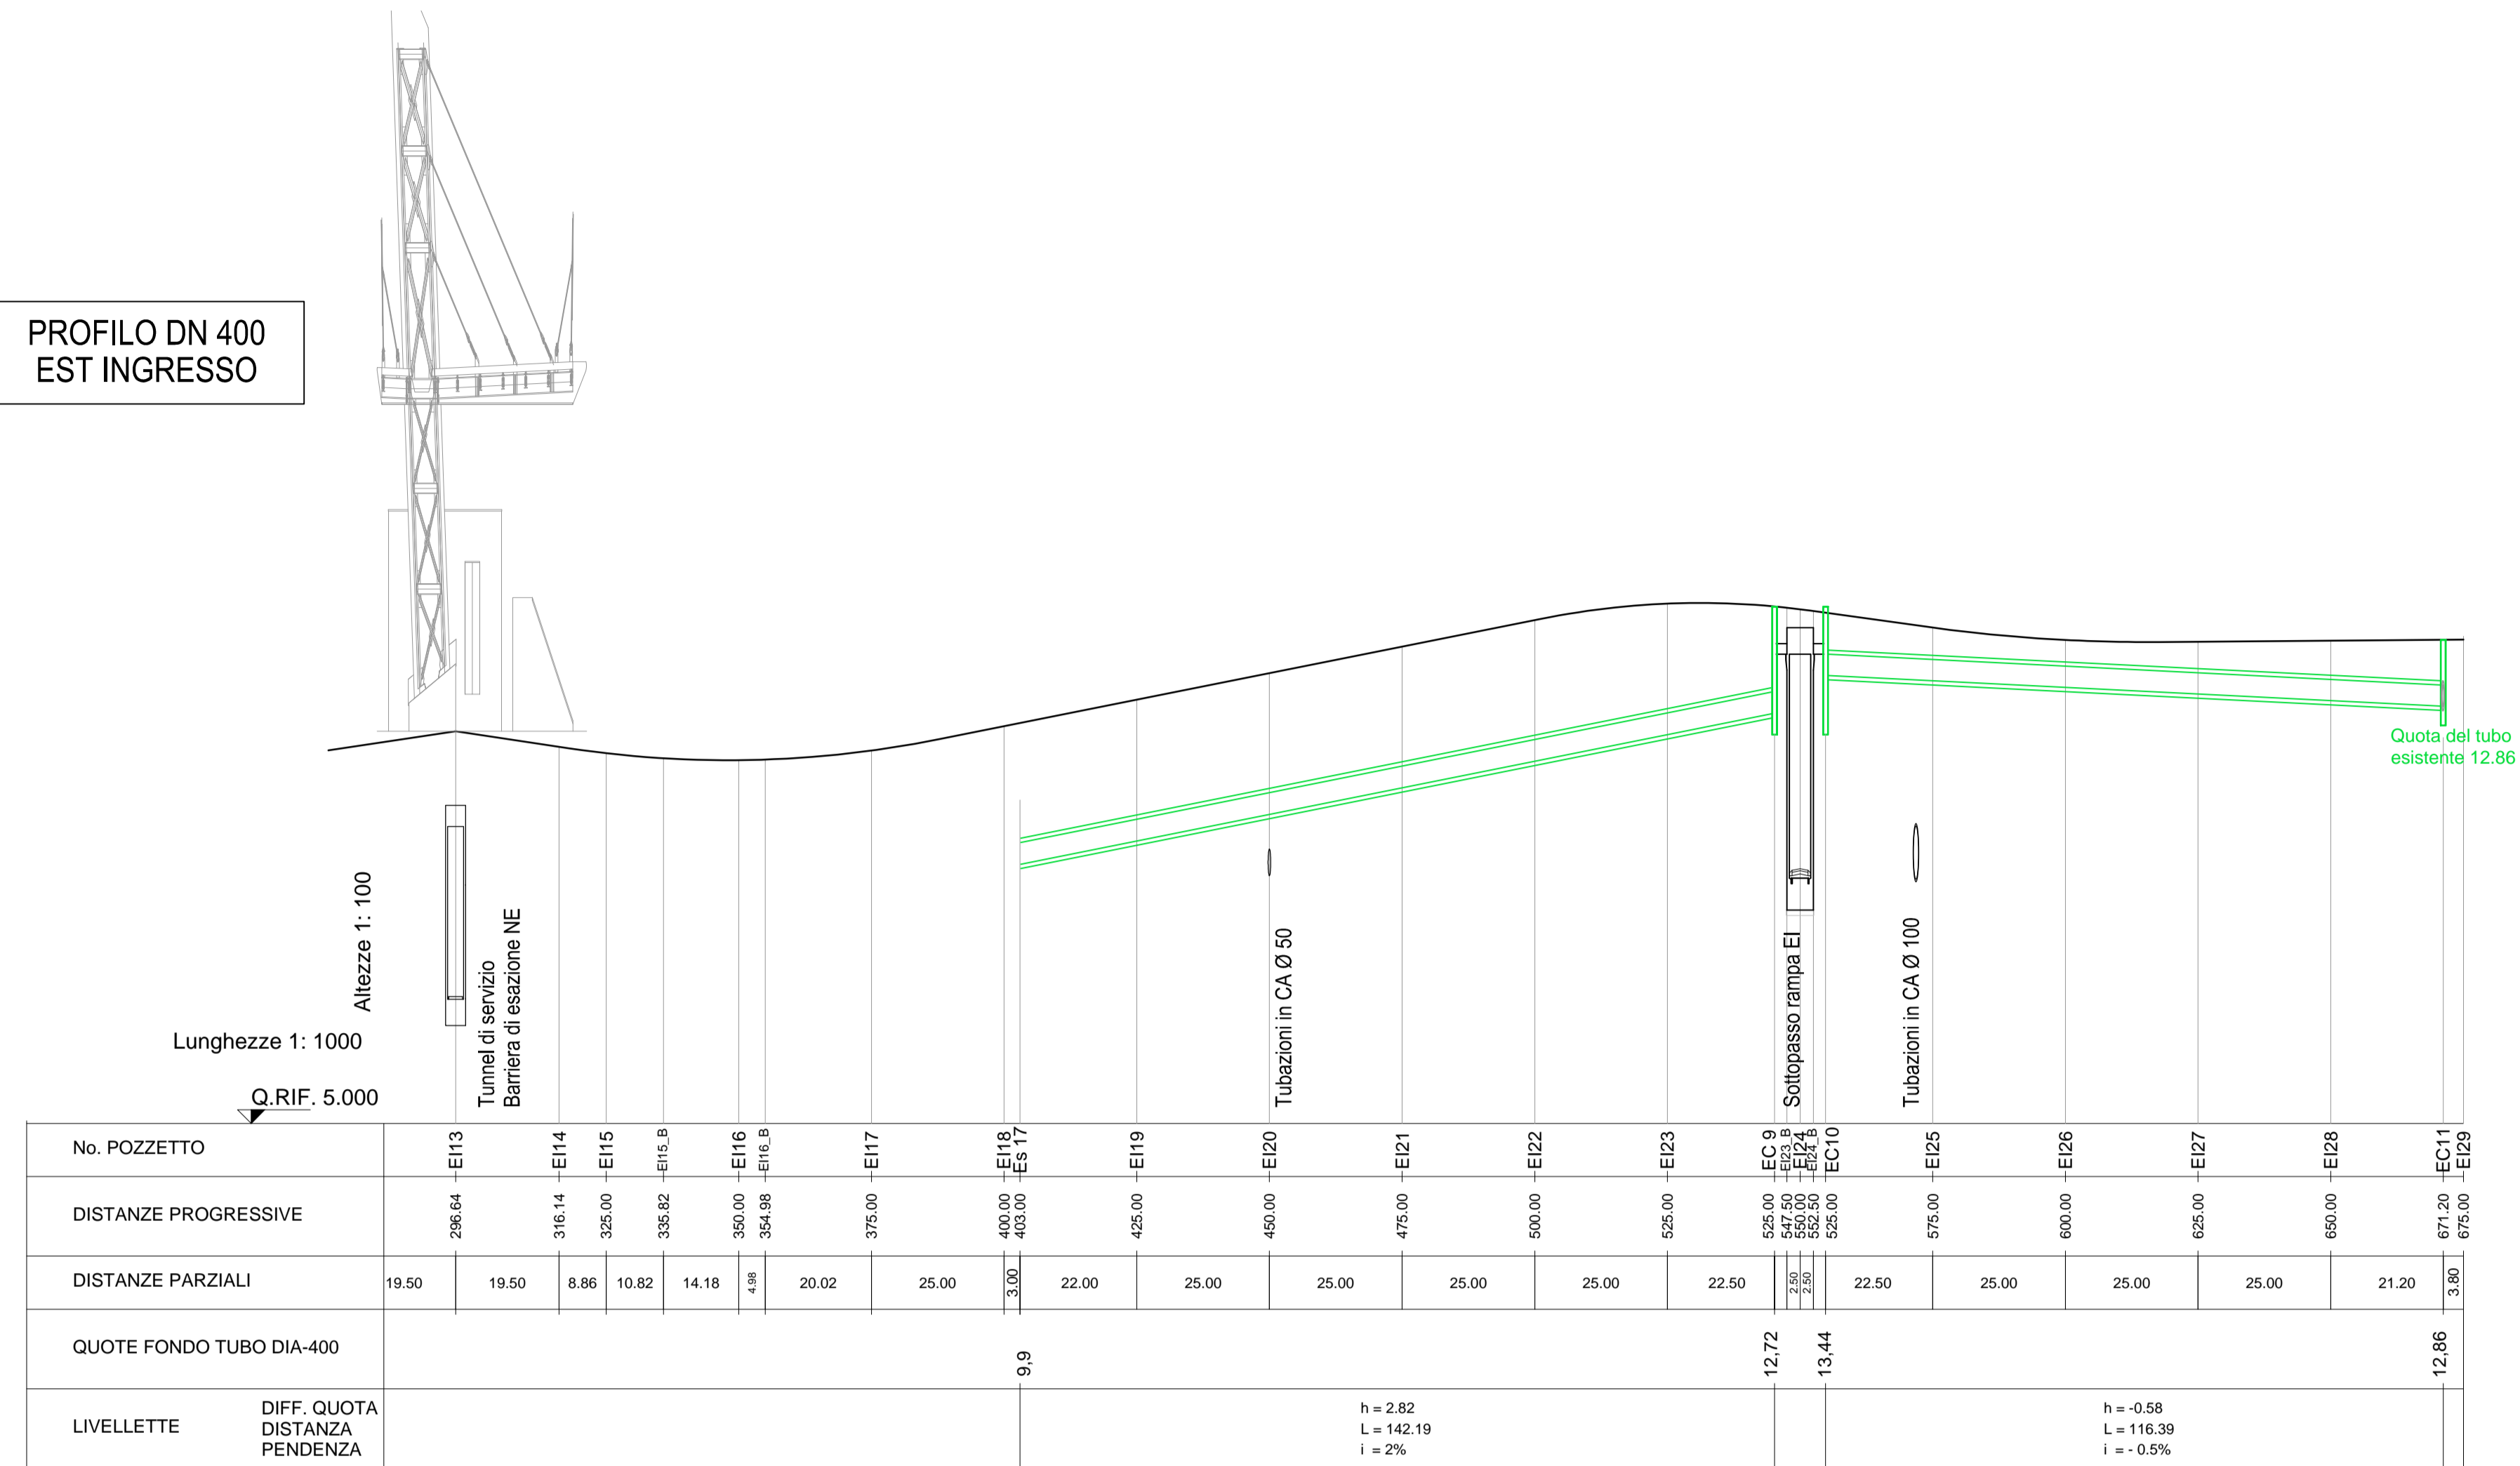 PROFILO DN 400
EST INGRESSO
Quota del tubo
esistente 12.86
Altezze 1: 100
Lunghezze 1: 1000
Q.RIF. 5.000
Tunnel di servizio
Barriera di esazione NE
Tubazioni in CA Ø 50
Sottopasso rampa EI
Tubazioni in CA Ø 100
No. POZZETTO
EI13
EI14
EI15
EI15_B
EI16
EI16_B
EI17
EI18
Es 17
EI19
EI20
EI21
EI22
EI23
EC 9
EI23_B
EI24
EI24_B
EC10
EI25
EI26
EI27
EI28
EC11
EI29
DISTANZE PROGRESSIVE
296.64
316.14
325.00
335.82
350.00
354.98
375.00
400.00
403.00
425.00
450.00
475.00
500.00
525.00
525.00
547.50
550.00
552.50
525.00
575.00
600.00
625.00
650.00
671.20
675.00
DISTANZE PARZIALI
19.50
19.50
8.86
10.82
14.18
4.98
20.02
25.00
3.00
22.00
25.00
25.00
25.00
25.00
22.50
2.50
2.50
22.50
25.00
25.00
25.00
21.20
3.80
QUOTE FONDO TUBO DIA-400
9,9
12,72
13,44
12,86
LIVELLETTE
DIFF. QUOTA
DISTANZA
PENDENZA
h = 2.82
L = 142.19
i = 2%
h = -0.58
L = 116.39
i = - 0.5%